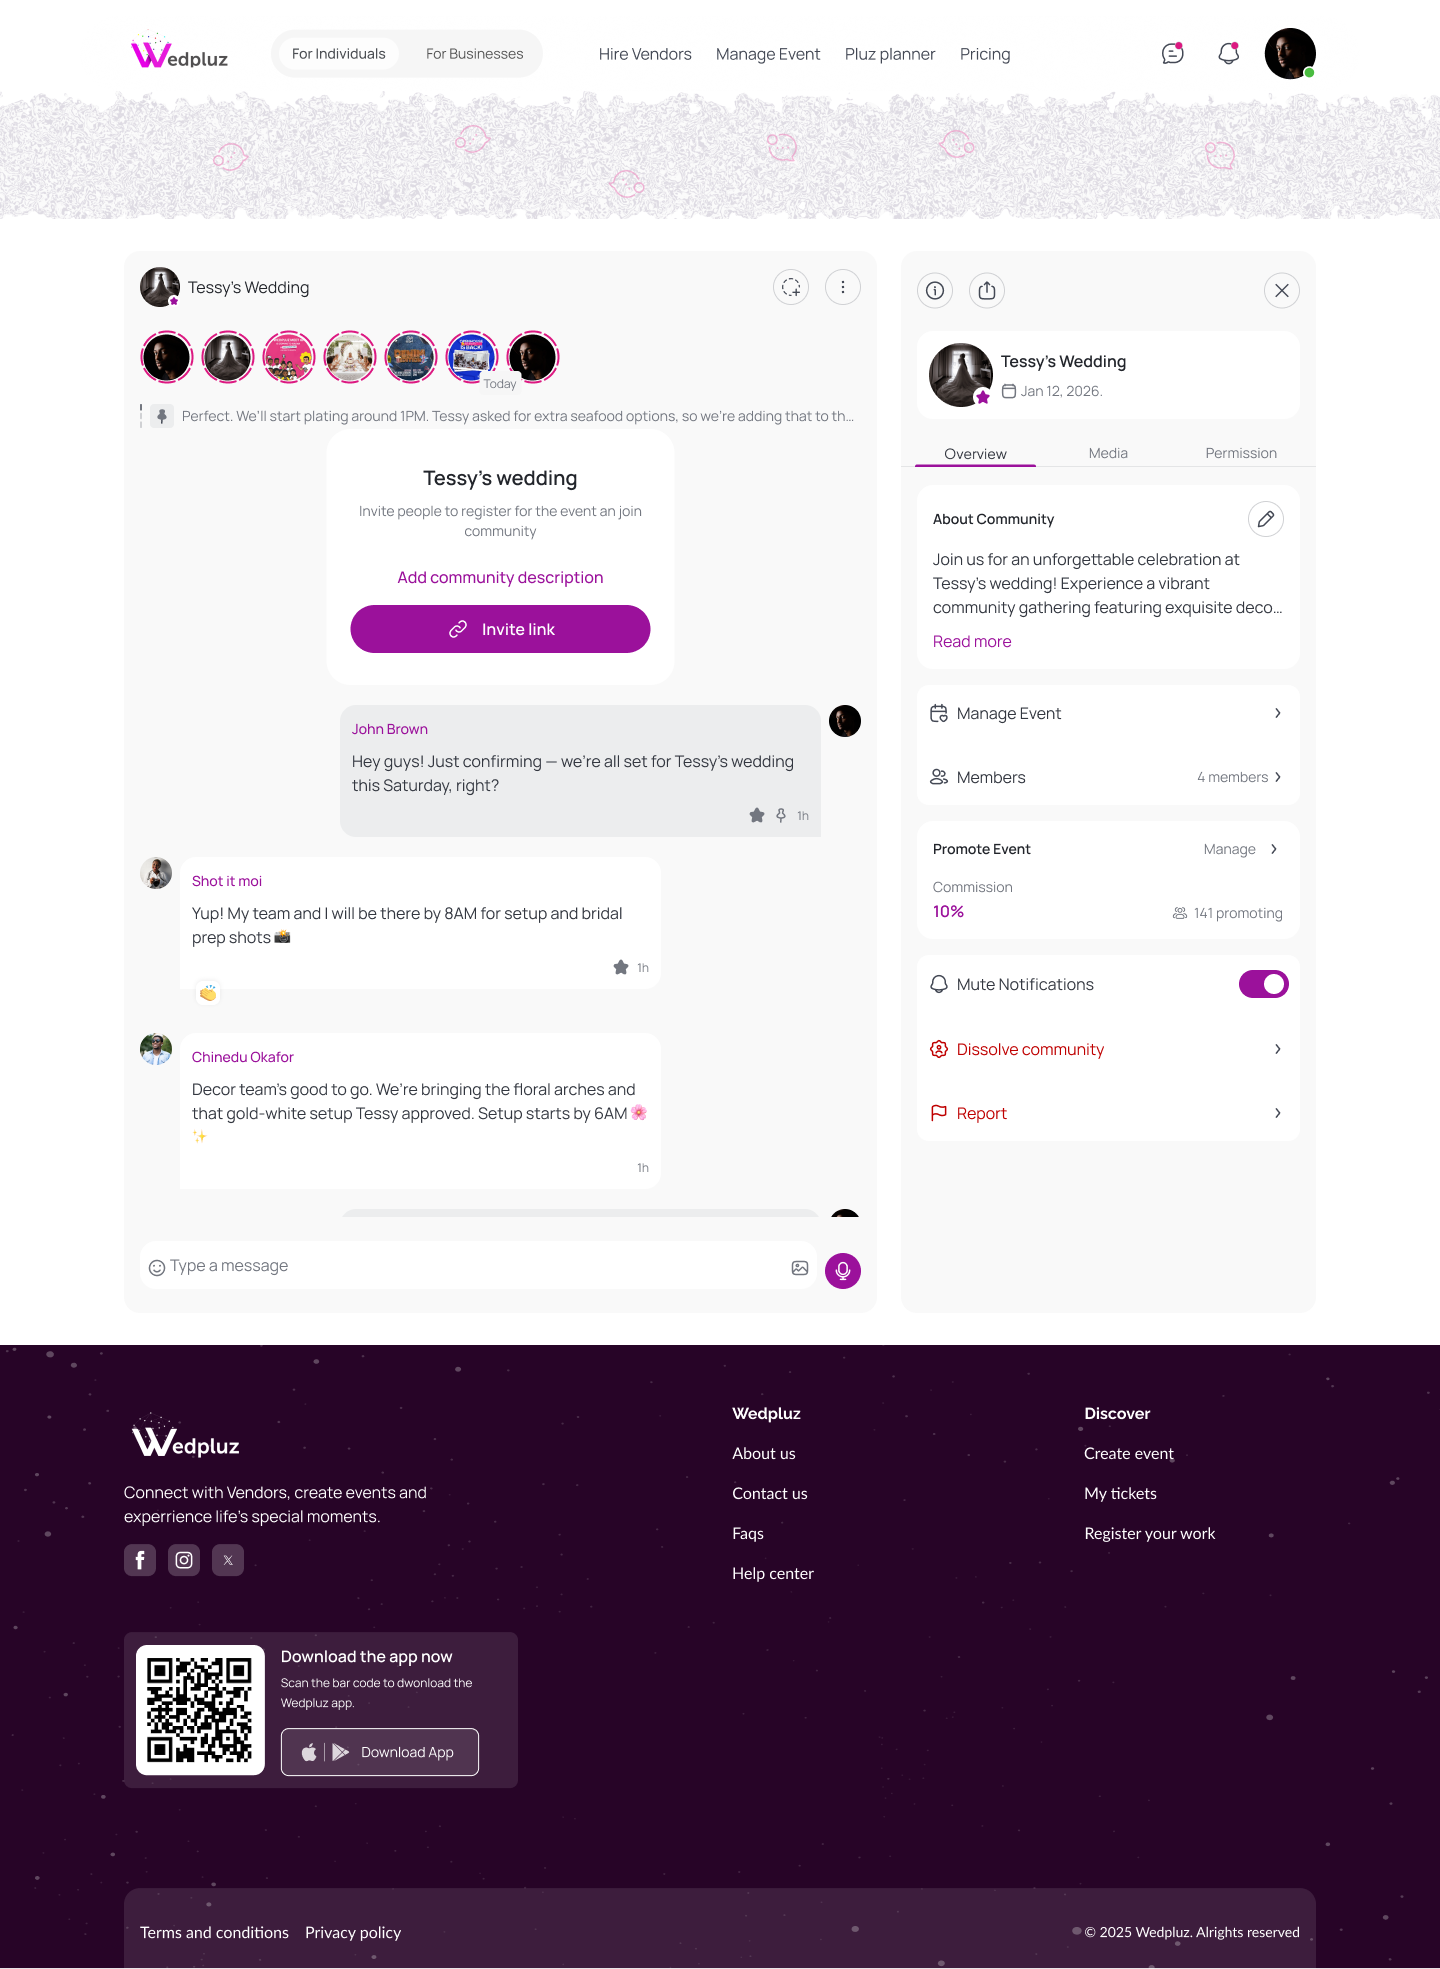 Wedpluz
For Individuals
For Businesses
Hire Vendors
Manage Event
Pluz planner
Pricing
Tessy's Wedding
Today
Perfect. We'll start plating around 1PM. Tessy asked for extra seafood options, so we're adding that to th...
Tessy's wedding
Invite people to register for the event an join
community
Add community description
Invite link
John Brown
Hey guys! Just confirming — we're all set for Tessy's wedding
this Saturday, right?
1h
Shot it moi
Yup! My team and I will be there by 8AM for setup and bridal
prep shots 📸
1h
👏
Chinedu Okafor
Decor team's good to go. We're bringing the floral arches and
that gold-white setup Tessy approved. Setup starts by 6AM 🌸
✨
1h
Type a message
Tessy's Wedding
Jan 12, 2026.
Overview
Media
Permission
About Community
Join us for an unforgettable celebration at
Tessy's wedding! Experience a vibrant
community gathering featuring exquisite deco...
Read more
Manage Event
Members
4 members
Promote Event
Manage
Commission
10%
141 promoting
Mute Notifications
Dissolve community
Report
Wedpluz
Connect with Vendors, create events and
experrience life's special moments.
Download the app now
Scan the bar code to dwonload the
Wedpluz app.
Download App
Wedpluz
About us
Contact us
Faqs
Help center
Discover
Create event
My tickets
Register your work
Terms and conditions
Privacy policy
© 2025 Wedpluz. Alrights reserved